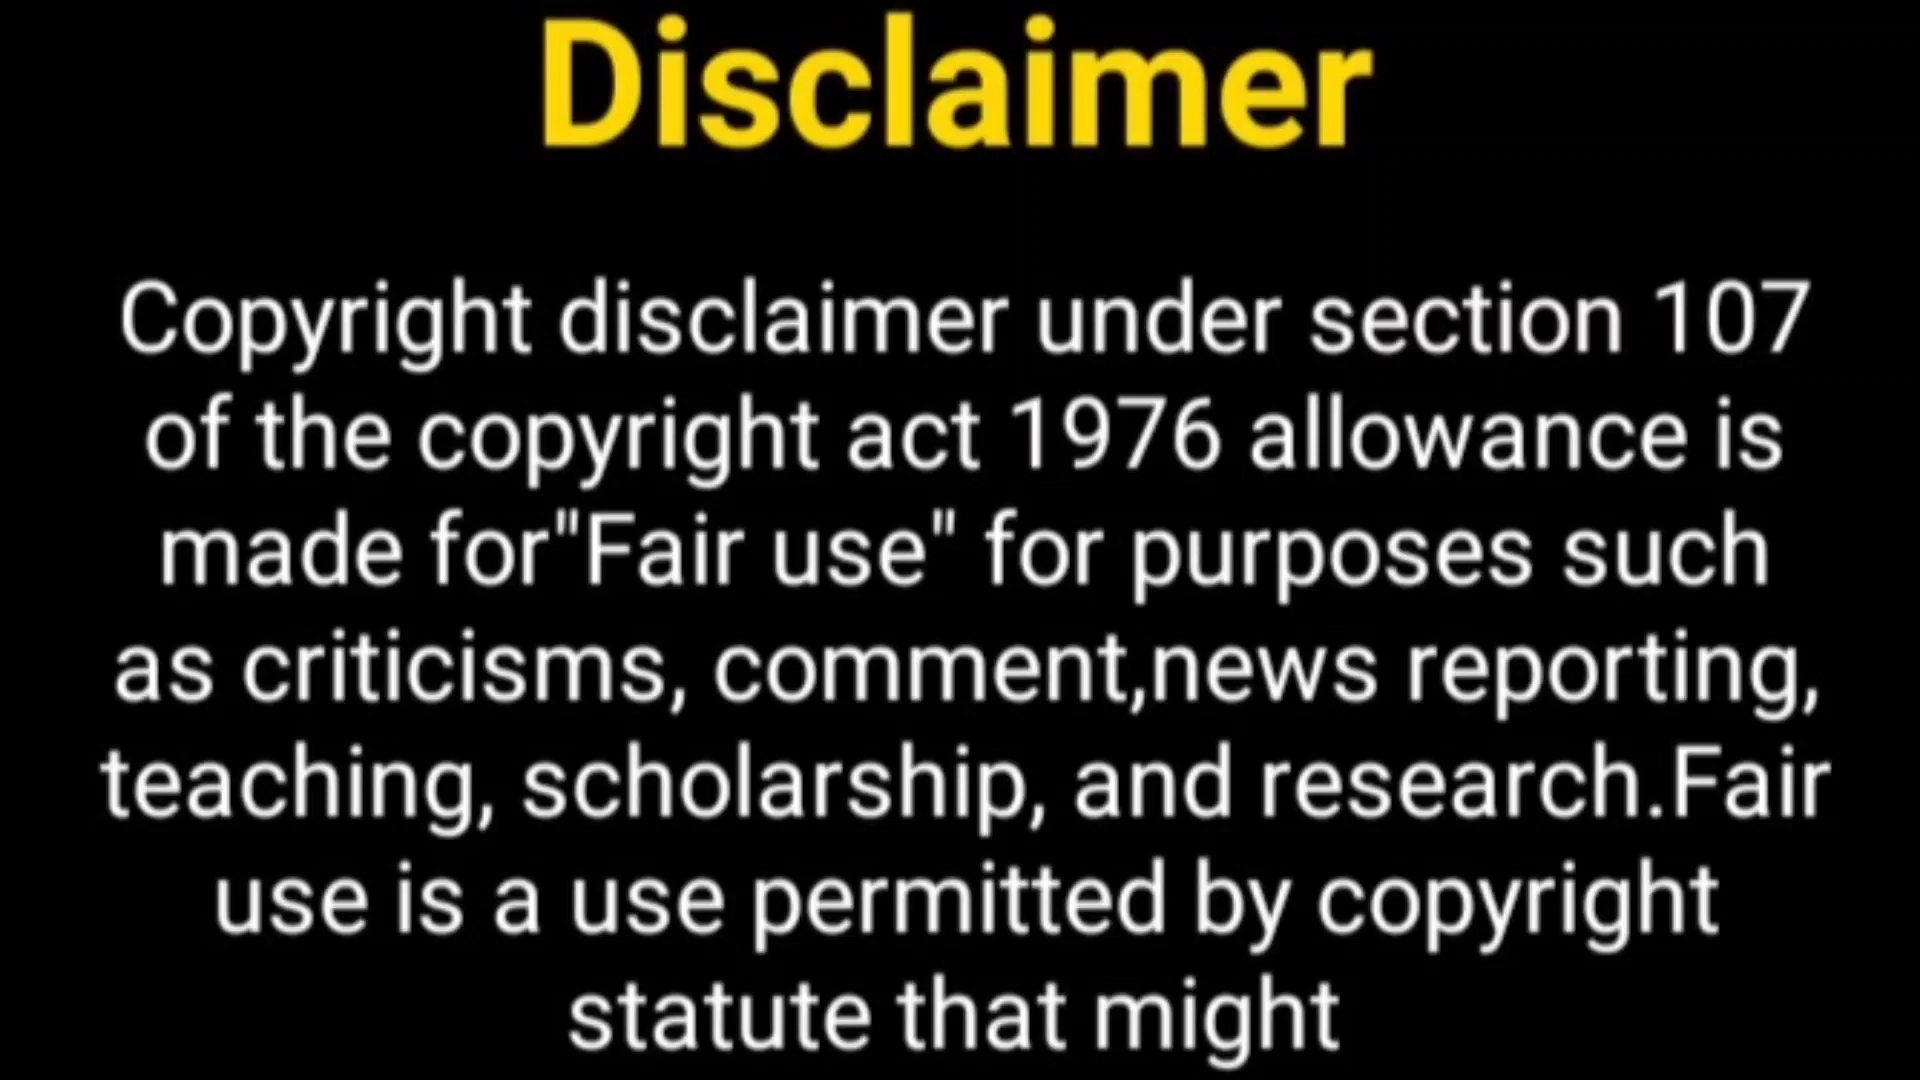 Disclaimer
Copyright disclaimer under section 107
of the copyright act 1976 allowance is
made for"Fair use" for purposes such
as criticisms, comment,news reporting,
teaching, scholarship, and research.Fair
use is a use permitted by copyright
statute that might